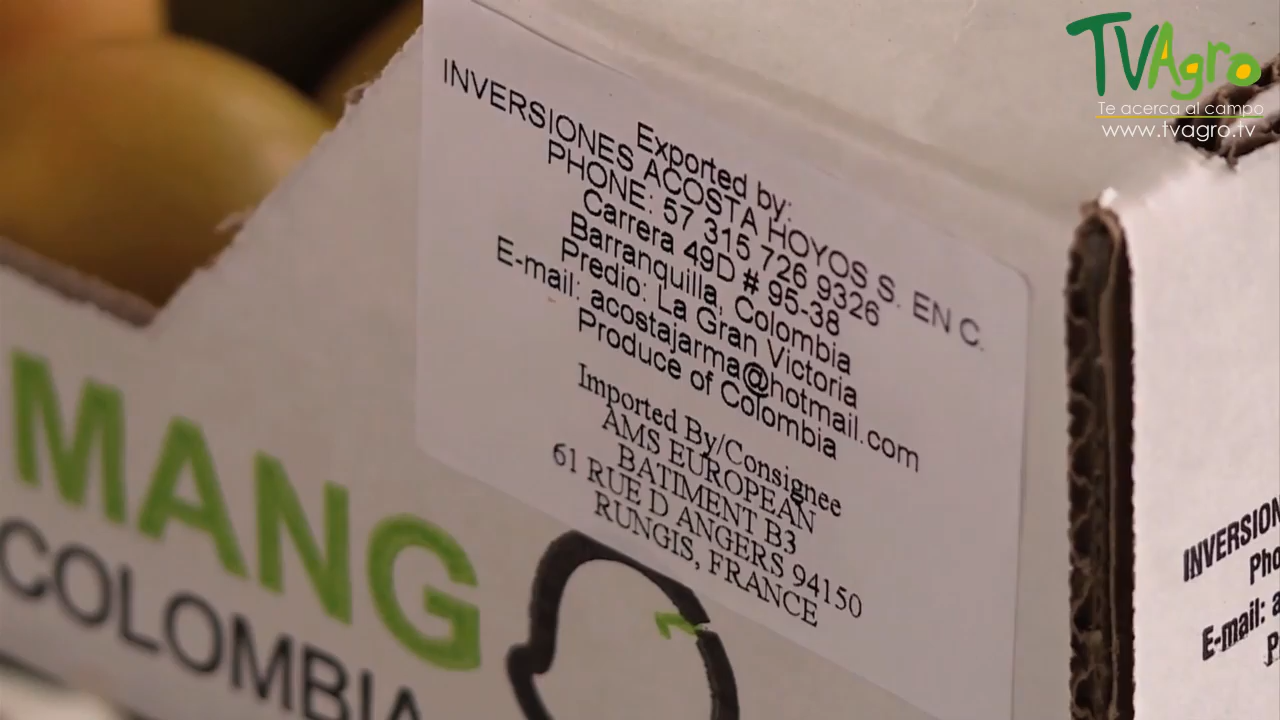 TVAgro
Te acerca al campo
www.tvagro.tv
Exported by:
INVERSIONES ACOSTA HOYOS S. EN C.
PHONE: 57 315 726 9326
Carrera 49D # 95-38
Barranquilla, Colombia
Predio: La Gran Victoria
E-mail: acostajarma@hotmail.com
Produce of Colombia
Imported By/Consignee
AMS EUROPEAN
BATIMENT B3
61 RUE D ANGERS 94150
RUNGIS, FRANCE
MANG
COLOMBIA
INVERSION
Pho
E-mail: a
P